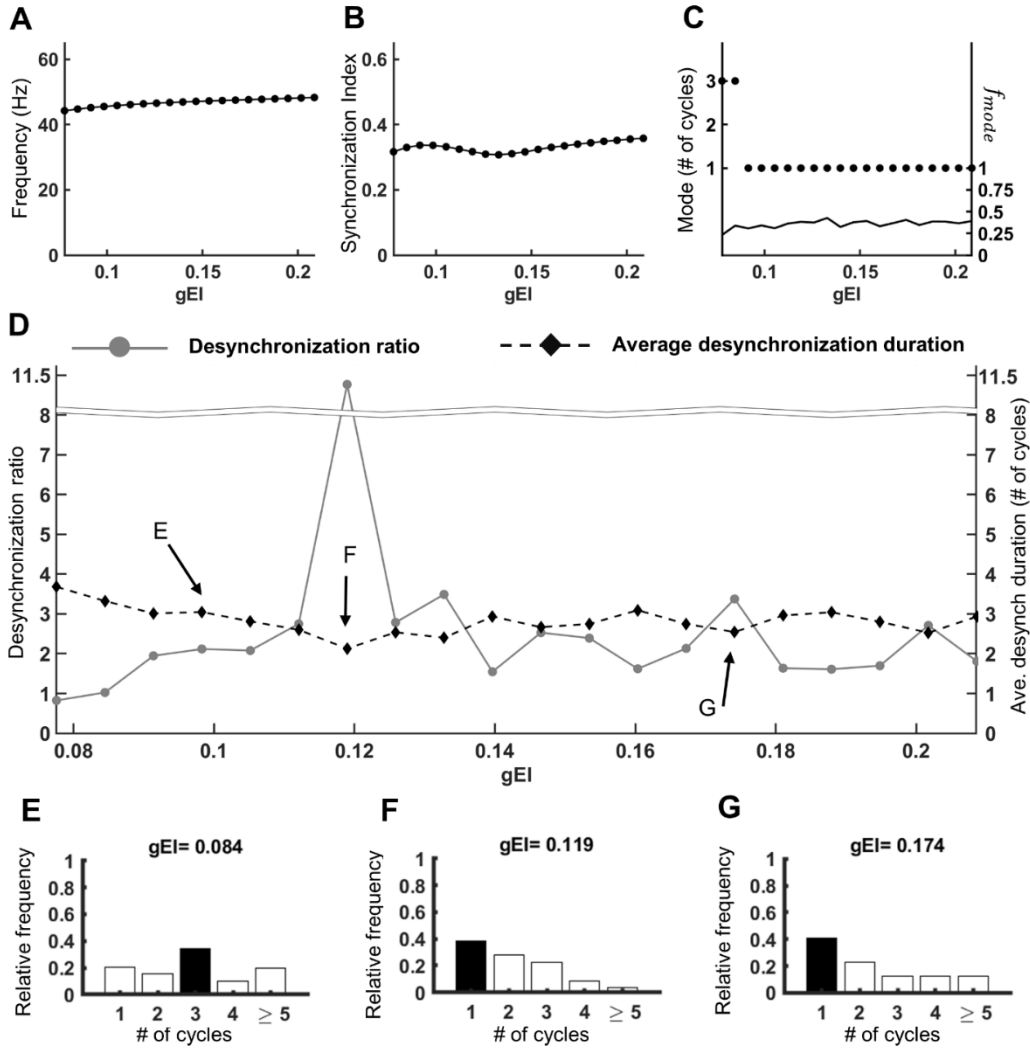 A
Frequency (Hz)
60
40
20
0
0.1
0.15
0.2
gEI
B
Synchronization Index
0.6
0.4
0.2
0
0.1
0.15
0.2
gEI
C
Mode (# of cycles)
3
2
1
f_mode
1
0.75
0.5
0.25
0
0.1
0.15
0.2
gEI
D
Desynchronization ratio
Average desynchronization duration
Desynchronization ratio
11.5
8
7
6
5
4
3
2
1
0
E
F
G
11.5
8
7
6
5
4
3
2
1
0
Ave. desynch duration (# of cycles)
0.08
0.1
0.12
0.14
0.16
0.18
0.2
gEI
E
gEI= 0.084
Relative frequency
1
0.8
0.6
0.4
0.2
0
1 2 3 4 ≥ 5
# of cycles
F
gEI= 0.119
Relative frequency
1
0.8
0.6
0.4
0.2
0
1 2 3 4 ≥ 5
# of cycles
G
gEI= 0.174
Relative frequency
1
0.8
0.6
0.4
0.2
0
1 2 3 4 ≥ 5
# of cycles